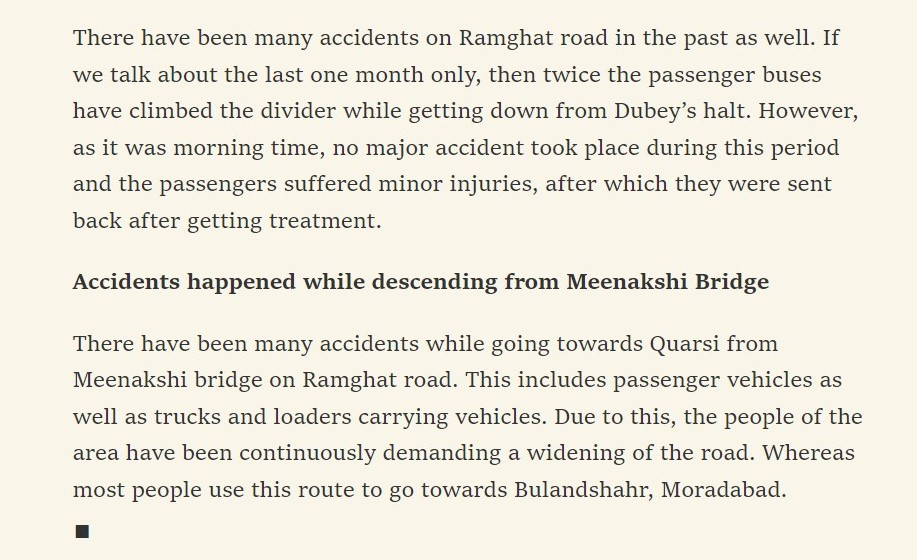 There have been many accidents on Ramghat road in the past as well. If
we talk about the last one month only, then twice the passenger buses
have climbed the divider while getting down from Dubey’s halt. However,
as it was morning time, no major accident took place during this period
and the passengers suffered minor injuries, after which they were sent
back after getting treatment.
Accidents happened while descending from Meenakshi Bridge
There have been many accidents while going towards Quarsi from
Meenakshi bridge on Ramghat road. This includes passenger vehicles as
well as trucks and loaders carrying vehicles. Due to this, the people of the
area have been continuously demanding a widening of the road. Whereas
most people use this route to go towards Bulandshahr, Moradabad.
■